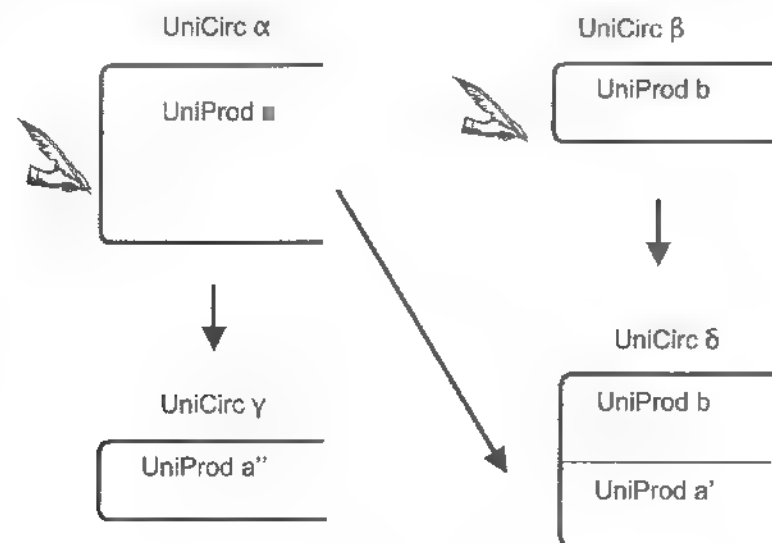 UniCirc α
UniProd
UniCirc β
UniProd b
UniCirc γ
UniProd a’’
UniCirc δ
UniProd b
UniProd a’